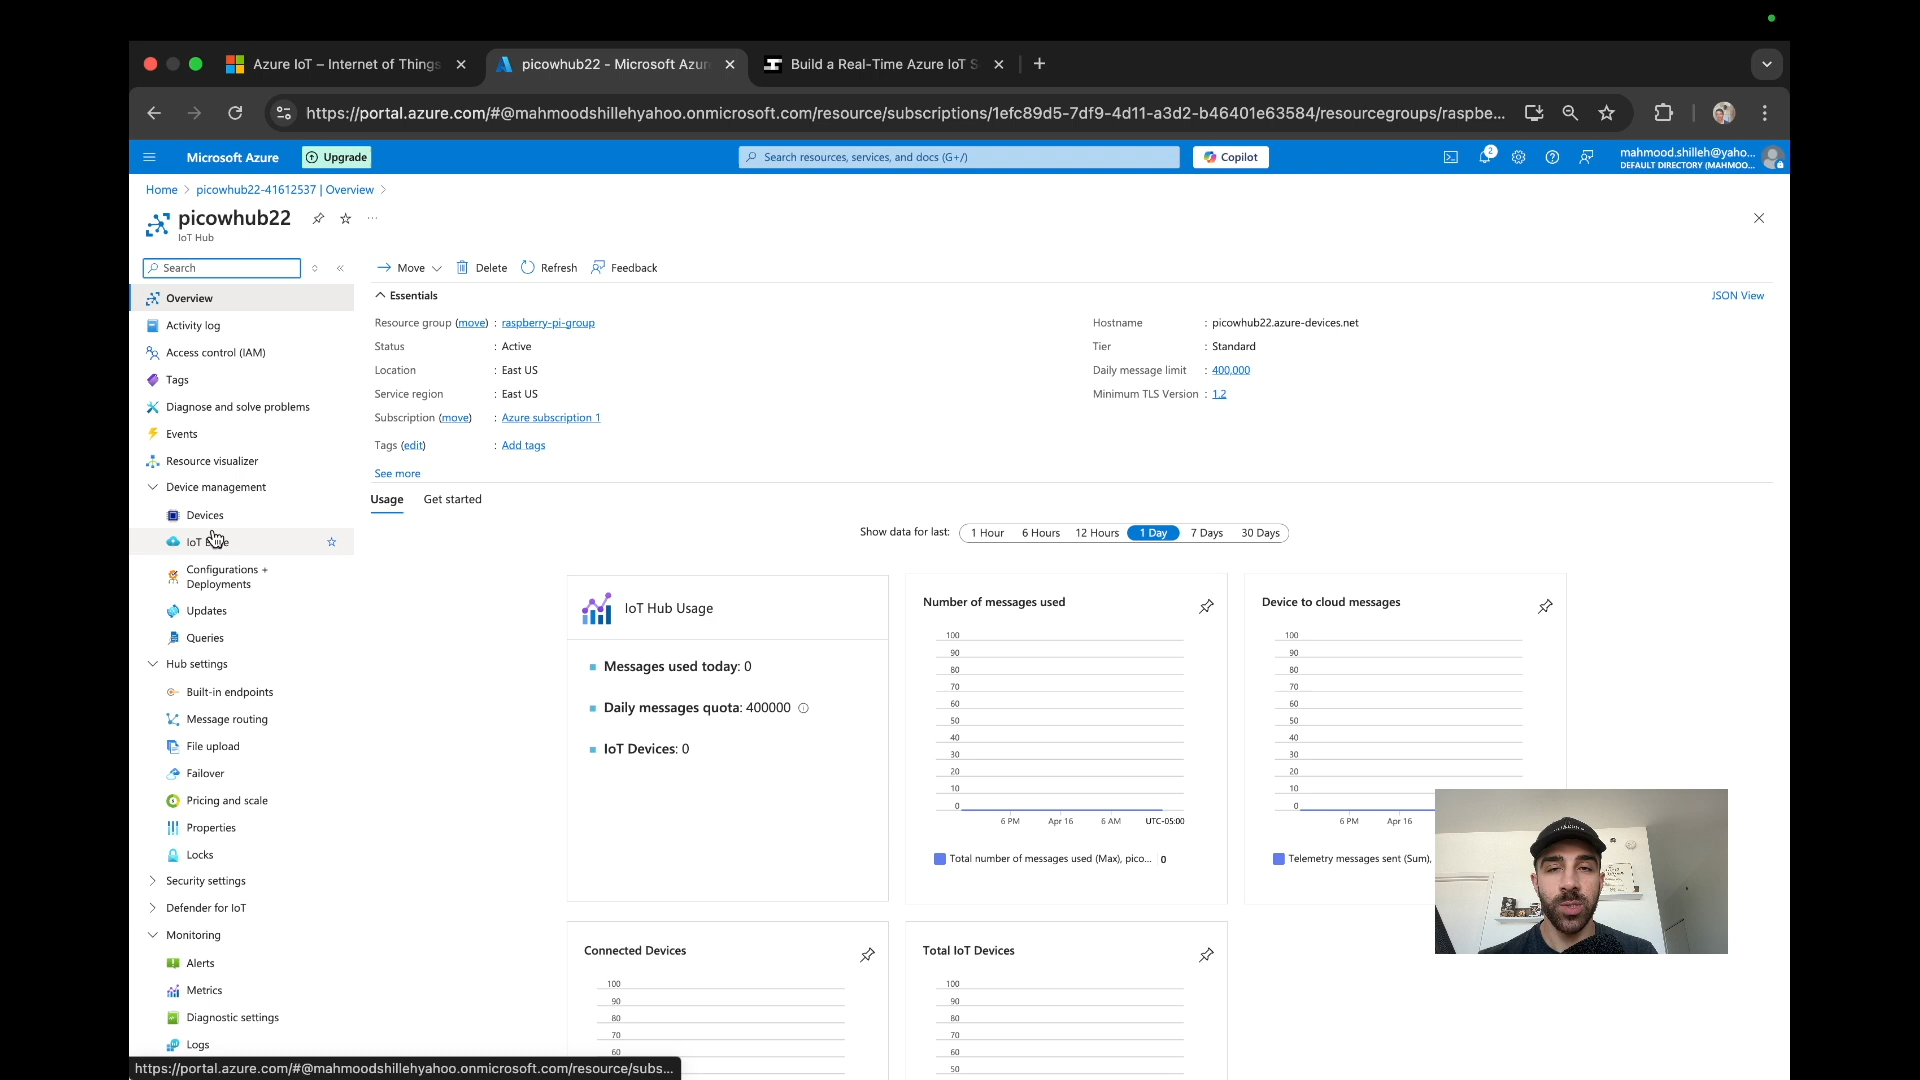 Azure IoT – Internet of Things
picowhub22 - Microsoft Azur
Build a Real-Time Azure IoT S
https://portal.azure.com/#@mahmoodshillehyahoo.onmicrosoft.com/resource/subscriptions/1efc89d5-7df9-4d11-a3d2-b46401e63584/resourcegroups/raspbe...
Microsoft Azure
Upgrade
Search resources, services, and docs (G+/)
Copilot
2
mahmood.shilleh@yaho...
DEFAULT DIRECTORY (MAHMOO...
Home > picowhub22-41612537 | Overview >
picowhub22
IoT Hub
Search
Move
Delete
Refresh
Feedback
Overview
Activity log
Access control (IAM)
Tags
Diagnose and solve problems
Events
Resource visualizer
Device management
Devices
IoT
Configurations +
Deployments
Updates
Queries
Hub settings
Built-in endpoints
Message routing
File upload
Failover
Pricing and scale
Properties
Locks
Security settings
Defender for IoT
Monitoring
Alerts
Metrics
Diagnostic settings
Logs
Essentials
JSON View
Resource group (move) : raspberry-pi-group
Status : Active
Location : East US
Service region : East US
Subscription (move) : Azure subscription 1
Tags (edit) : Add tags
See more
Hostname : picowhub22.azure-devices.net
Tier : Standard
Daily message limit : 400,000
Minimum TLS Version : 1.2
Usage
Get started
Show data for last:
1 Hour
6 Hours
12 Hours
1 Day
7 Days
30 Days
IoT Hub Usage
Messages used today: 0
Daily messages quota: 400000
IoT Devices: 0
Number of messages used
100
90
80
70
60
50
40
30
20
10
0
6 PM
Apr 16
6 AM
UTC-05:00
Total number of messages used (Max), pico... 0
Device to cloud messages
100
90
80
70
60
50
40
30
20
10
0
6 PM
Apr 16
Telemetry messages sent (Sum),
Connected Devices
100
90
80
70
60
Total IoT Devices
100
90
80
70
60
50
https://portal.azure.com/#@mahmoodshillehyahoo.onmicrosoft.com/resource/subs...